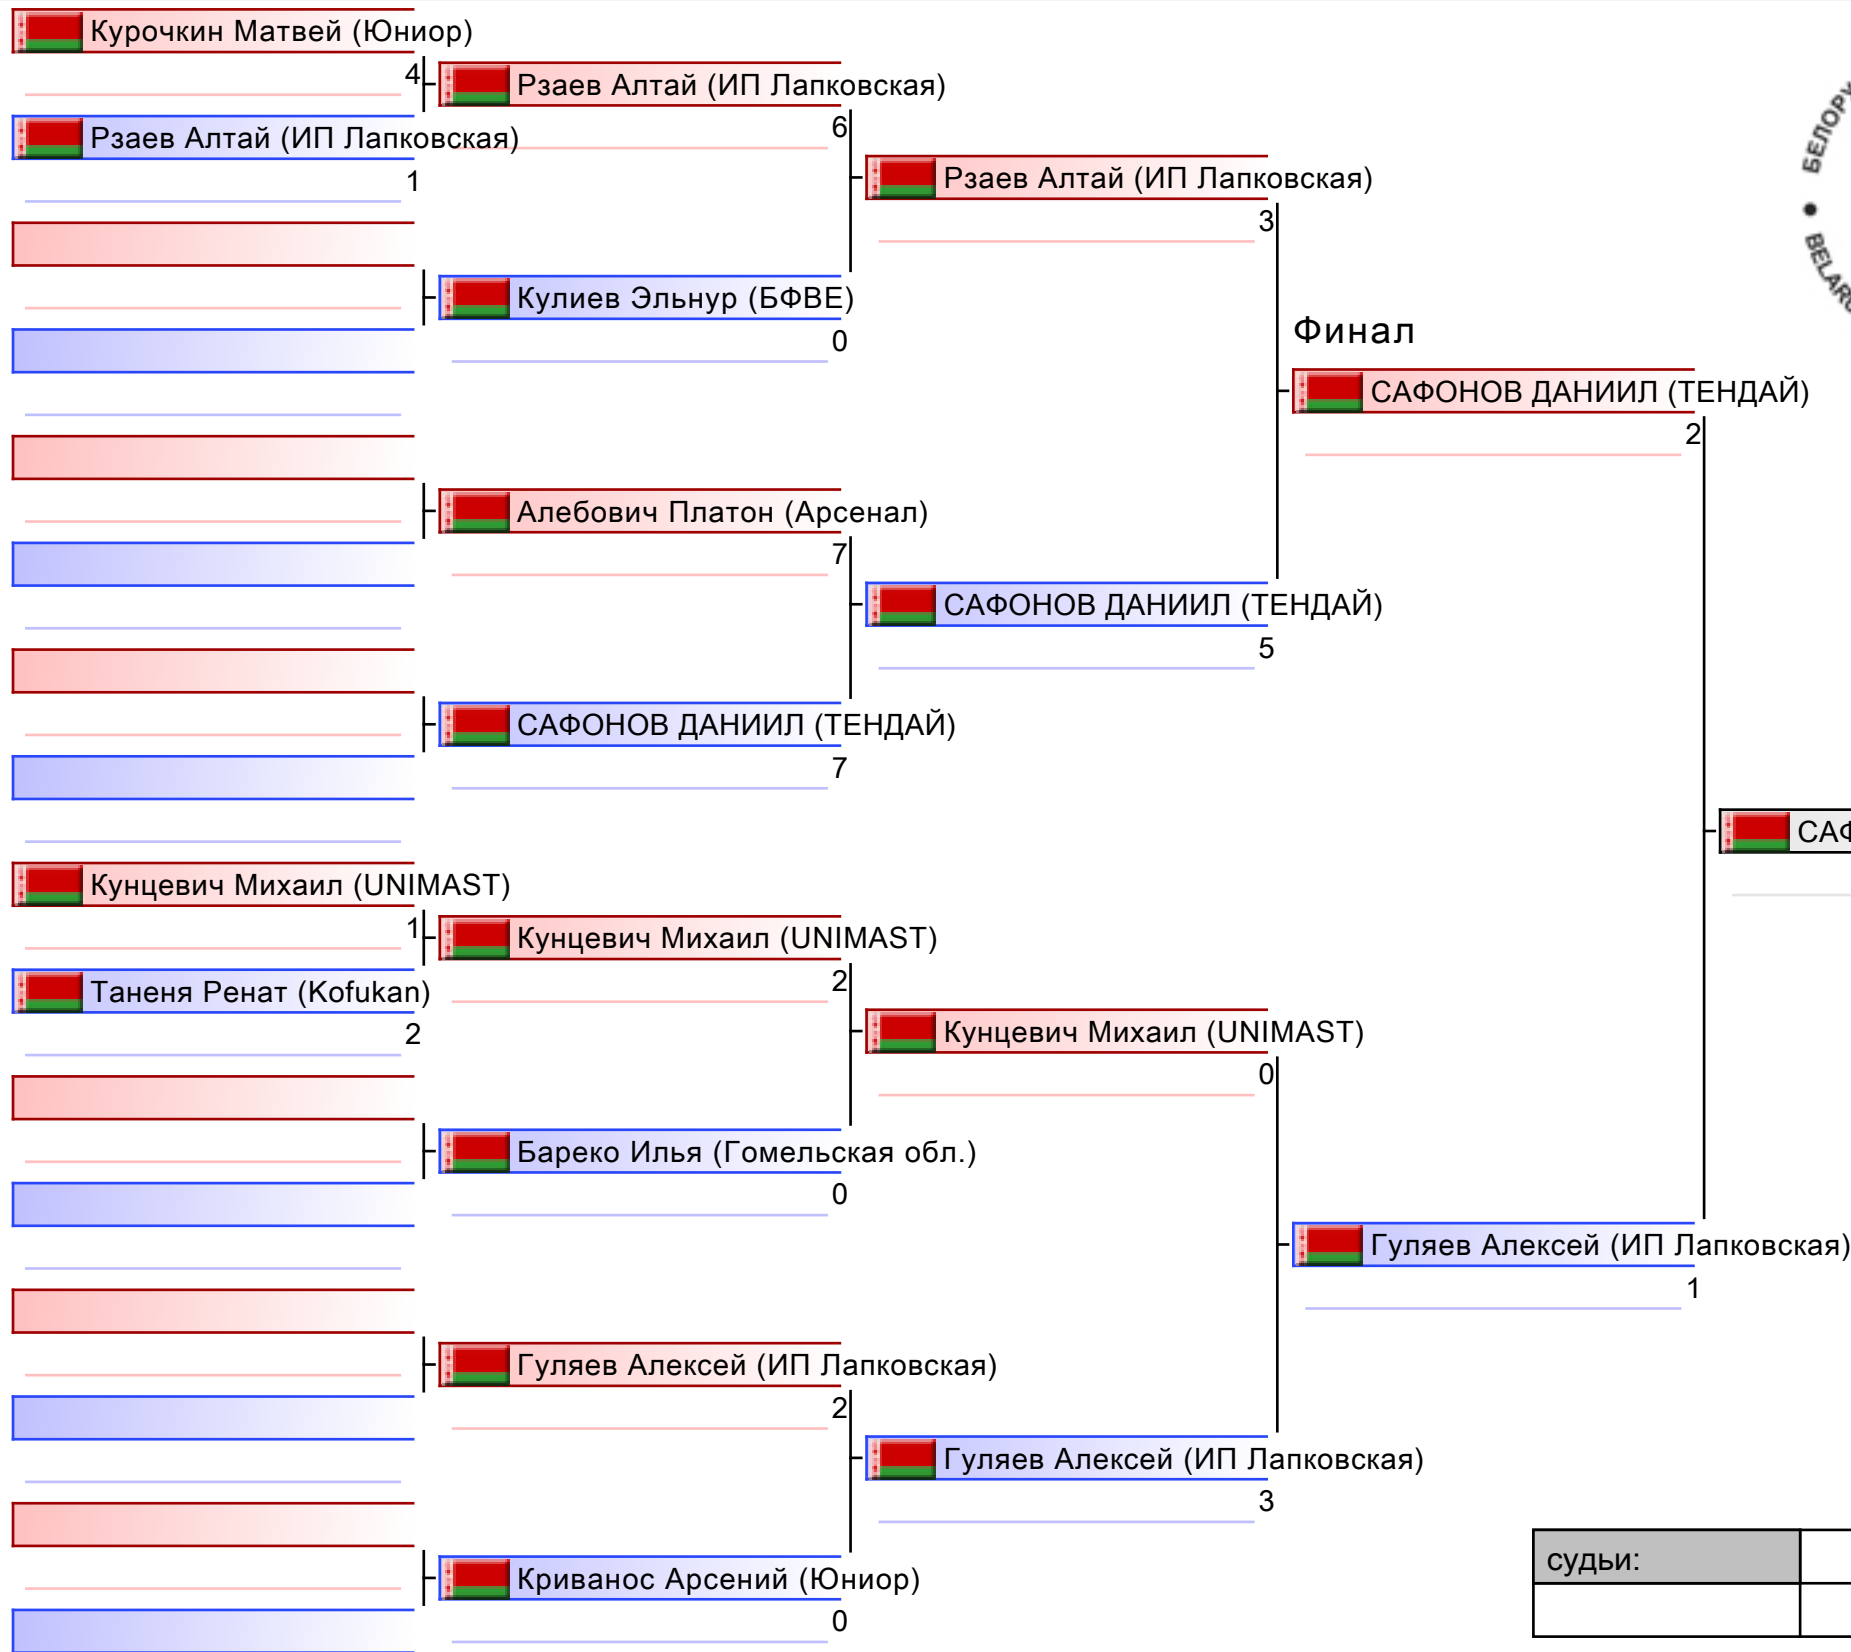 Курочкин Матвей (Юниор)
4
Рзаев Алтай (ИП Лапковская)
1
Рзаев Алтай (ИП Лапковская)
6
Кулиев Эльнур (БФВЕ)
0
Рзаев Алтай (ИП Лапковская)
3
Алебович Платон (Арсенал)
7
САФОНОВ ДАНИИЛ (ТЕНДАЙ)
7
САФОНОВ ДАНИИЛ (ТЕНДАЙ)
5
Финал
САФОНОВ ДАНИИЛ (ТЕНДАЙ)
2
Кунцевич Михаил (UNIMAST)
1
Таненя Ренат (Kofukan)
2
Кунцевич Михаил (UNIMAST)
2
Бареко Илья (Гомельская обл.)
0
Кунцевич Михаил (UNIMAST)
0
Гуляев Алексей (ИП Лапковская)
2
Криванос Арсений (Юниор)
0
Гуляев Алексей (ИП Лапковская)
3
Гуляев Алексей (ИП Лапковская)
1
судьи: